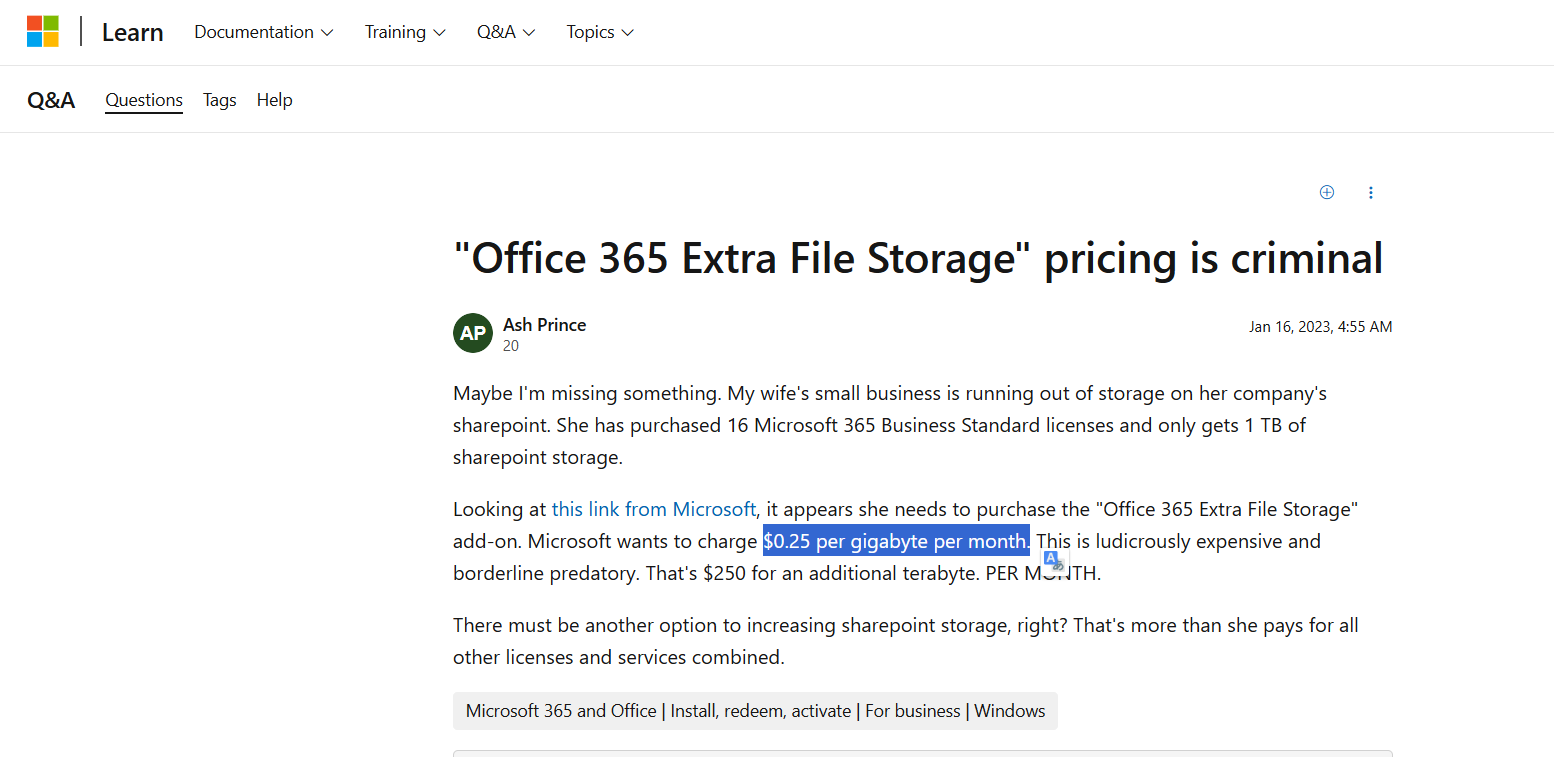 Learn Documentation Training Q&A Topics
Q&A Questions Tags Help
"Office 365 Extra File Storage" pricing is criminal
AP Ash Prince Jan 16, 2023, 4:55 AM
20
Maybe I'm missing something. My wife's small business is running out of storage on her company's
sharepoint. She has purchased 16 Microsoft 365 Business Standard licenses and only gets 1 TB of
sharepoint storage.
Looking at this link from Microsoft, it appears she needs to purchase the "Office 365 Extra File Storage"
add-on. Microsoft wants to charge $0.25 per gigabyte per month. This is ludicrously expensive and
borderline predatory. That's $250 for an additional terabyte. PER MONTH.
There must be another option to increasing sharepoint storage, right? That's more than she pays for all
other licenses and services combined.
Microsoft 365 and Office | Install, redeem, activate | For business | Windows